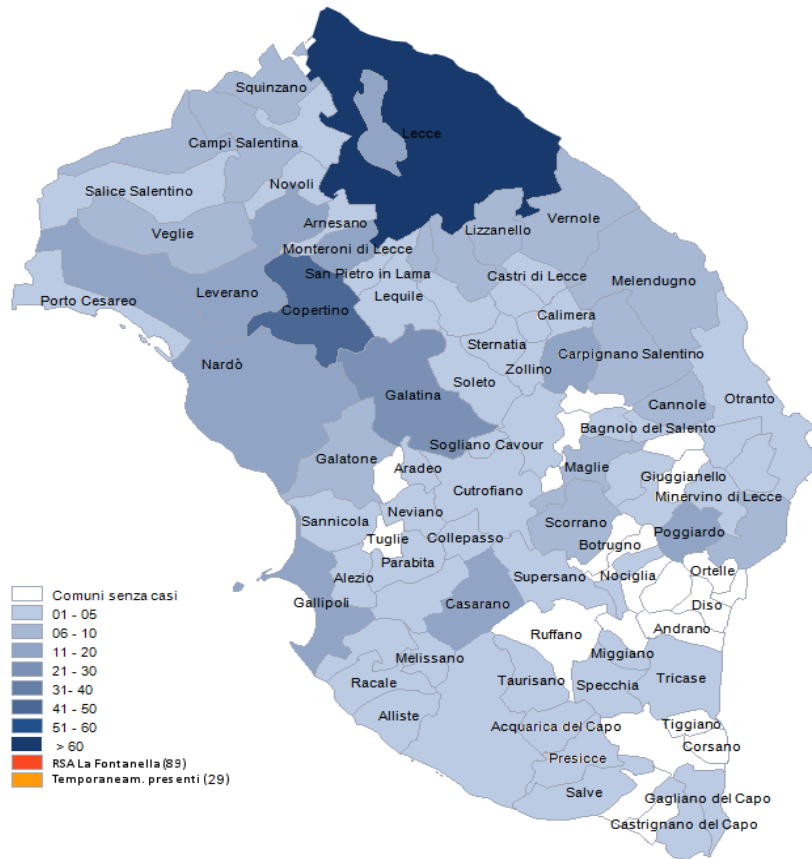 Squinzano
Lecce
Campi Salentina
Novoli
Salice Salentino
Arnesano
Vernole
Veglie
Lizzanello
Monteroni di Lecce
San Pietro in Lama
Castri di Lecce
Melendugno
Leverano
Lequile
Porto Cesareo
Copertino
Calimera
Sternatia
Carpignano Salentino
Nardò
Zollino
Soleto
Galatina
Otranto
Cannole
Bagnolo del Salento
Sogliano Cavour
Galatone
Aradeo
Maglie
Giuggianello
Cutrofiano
Minervino di Lecce
Neviano
Sannicola
Scorrano
Poggiardo
Tuglie
Collepasso
Botrugno
Parabita
Ortelle
Alezio
Supersano
Nociglia
Gallipoli
Casarano
Diso
Ruffano
Andrano
Miggiano
Melissano
Taurisano
Tricase
Racale
Specchia
Alliste
Acquarica del Capo
Tiggiano
Corsano
Presicce
Salve
Gagliano del Capo
Castrignano del Capo
Comuni senza casi
01 - 05
06 - 10
11 - 20
21 - 30
31- 40
41 - 50
51 - 60
> 60
RSA La Fontanella (89)
Temporaneam. presenti (29)